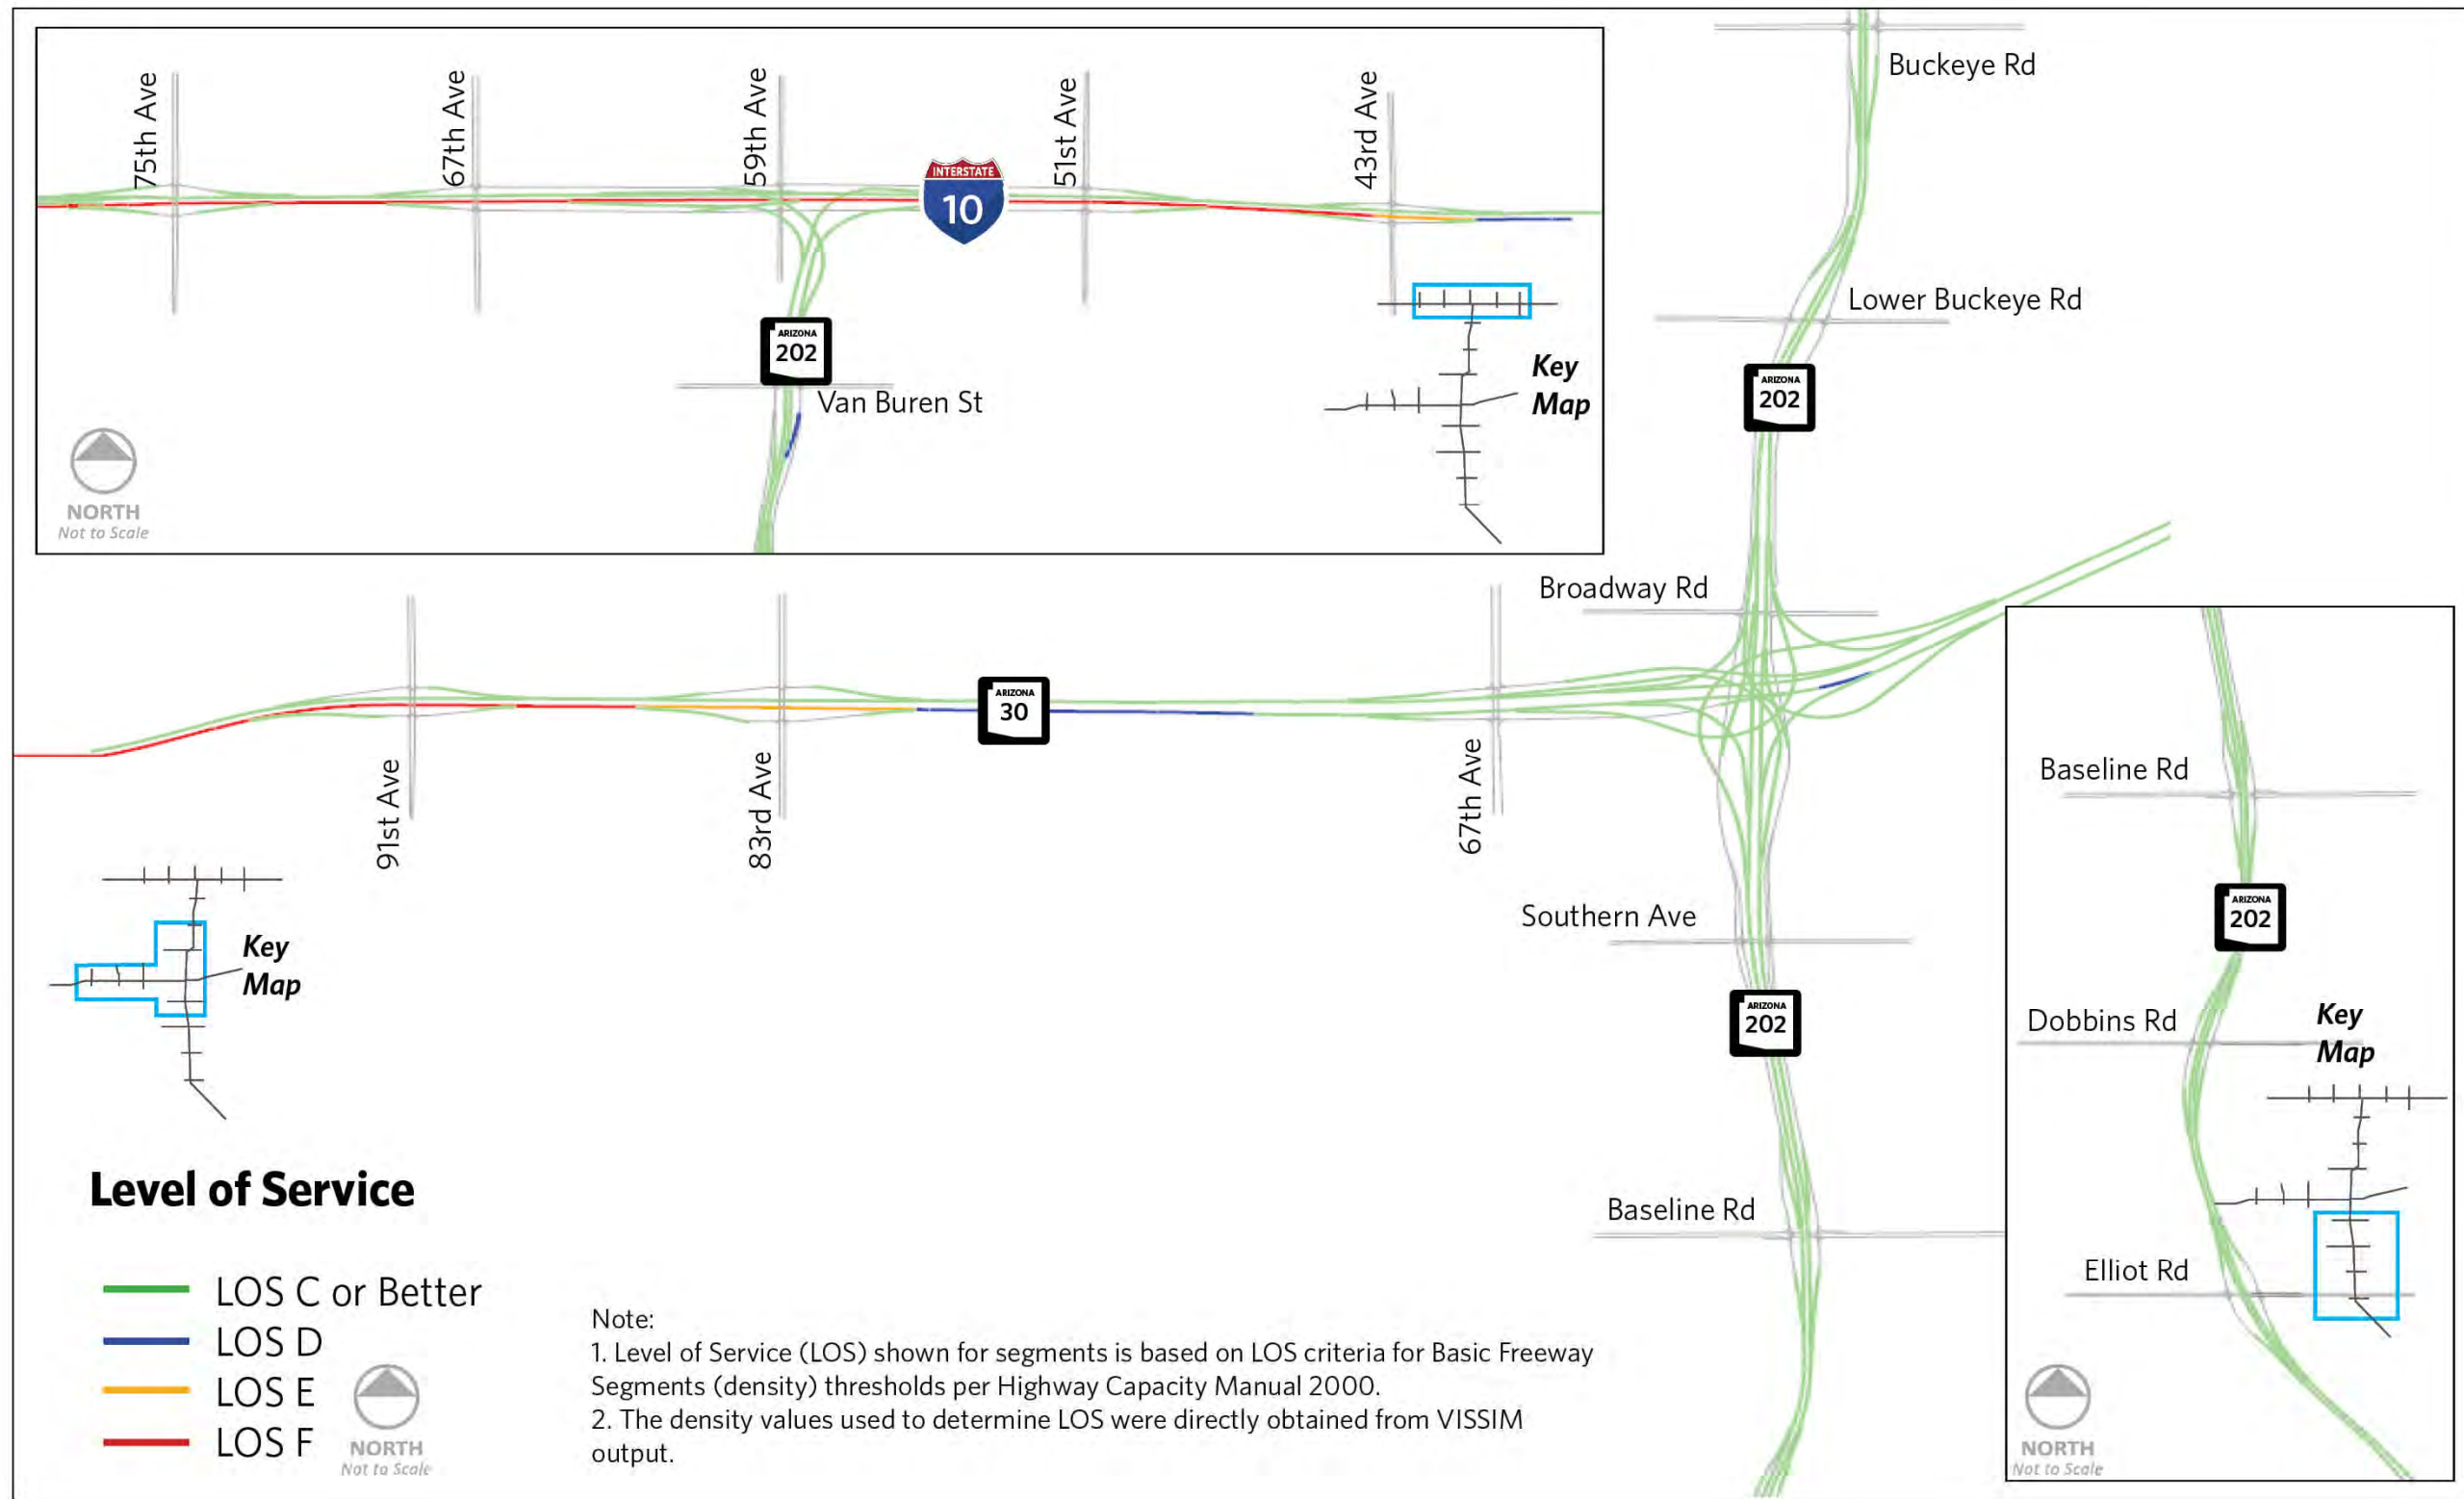 75th Ave
67th Ave
59th Ave
51st Ave
43rd Ave
INTERSTATE
10
ARIZONA
202
Van Buren St
Key
Map
NORTH
Not to Scale
Buckeye Rd
Lower Buckeye Rd
ARIZONA
202
Broadway Rd
ARIZONA
30
91st Ave
83rd Ave
67th Ave
Southern Ave
ARIZONA
202
Baseline Rd
Key
Map
Baseline Rd
ARIZONA
202
Dobbins Rd
Key
Map
Elliot Rd
NORTH
Not to Scale
Level of Service
LOS C or Better
LOS D
LOS E
LOS F
NORTH
Not to Scale
Note:
1. Level of Service (LOS) shown for segments is based on LOS criteria for Basic Freeway
Segments (density) thresholds per Highway Capacity Manual 2000.
2. The density values used to determine LOS were directly obtained from VISSIM
output.